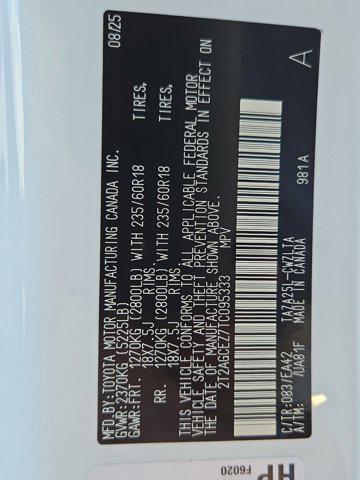 MFD.BY:TOYOTA MOTOR MANUFACTURING CANADA INC. 08/25
GVWR:2370KG (5225LB)
GAWR:FRT. 1270KG (2800LB) WITH 235/60R18 TIRES,
18X7.5J RIMS.
RR. 1270KG (2800LB) WITH 235/60R18 TIRES,
18X7.5J RIMS.
THIS VEHICLE CONFORMS TO ALL APPLICABLE FEDERAL MOTOR
VEHICLE SAFETY AND THEFT PREVENTION STANDARDS IN EFFECT ON
THE DATE OF MANUFACTURE SHOWN ABOVE.
MPV
C/TR:083/EA42 TAZA25L-CWZLTA A
A/TM: /UA81F MADE IN CANADA 981A
HP
F6020